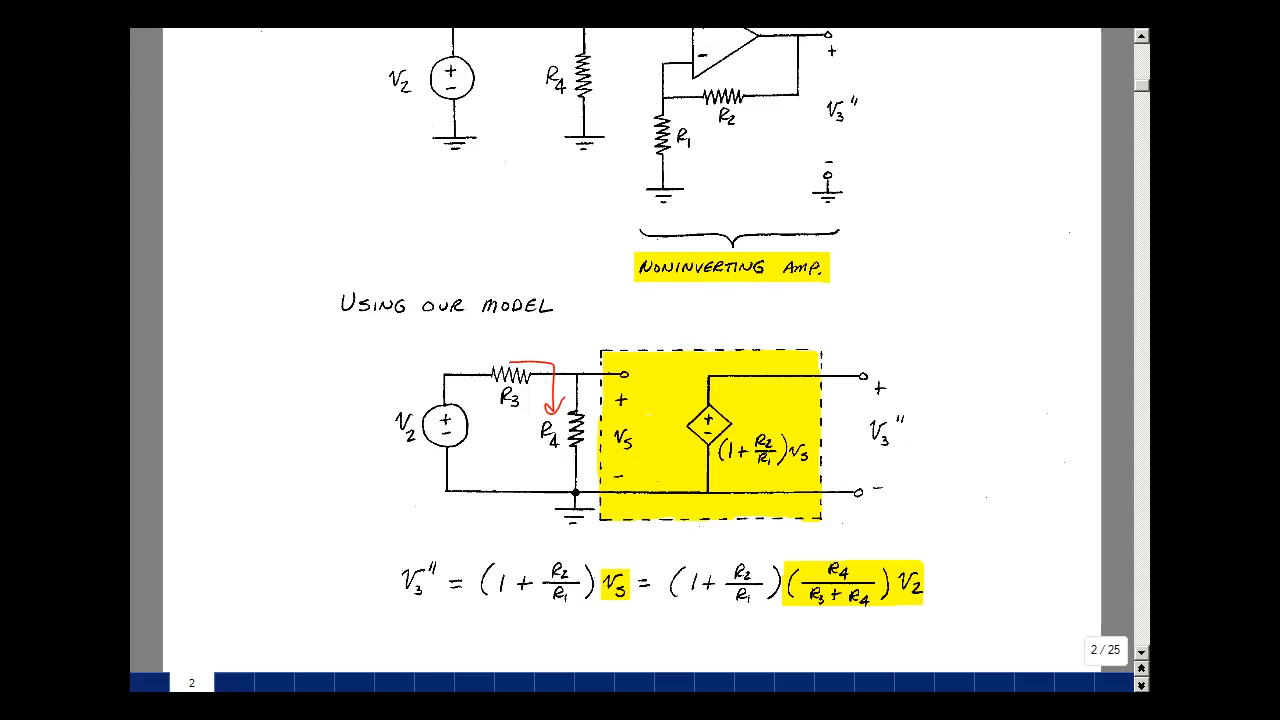 +
−
V₂
R₄
−
R₂
R₁
+
V₃″
−
NONINVERTING AMP.
USING OUR MODEL
R₃
V₂
+
−
R₄
+
Vs
−
+
−
(1 + R₂/R₁)Vs
+
V₃″
−
V₃″ = (1 + R₂/R₁) Vs = (1 + R₂/R₁)(R₄/(R₃ + R₄)) V₂
2 / 25
2